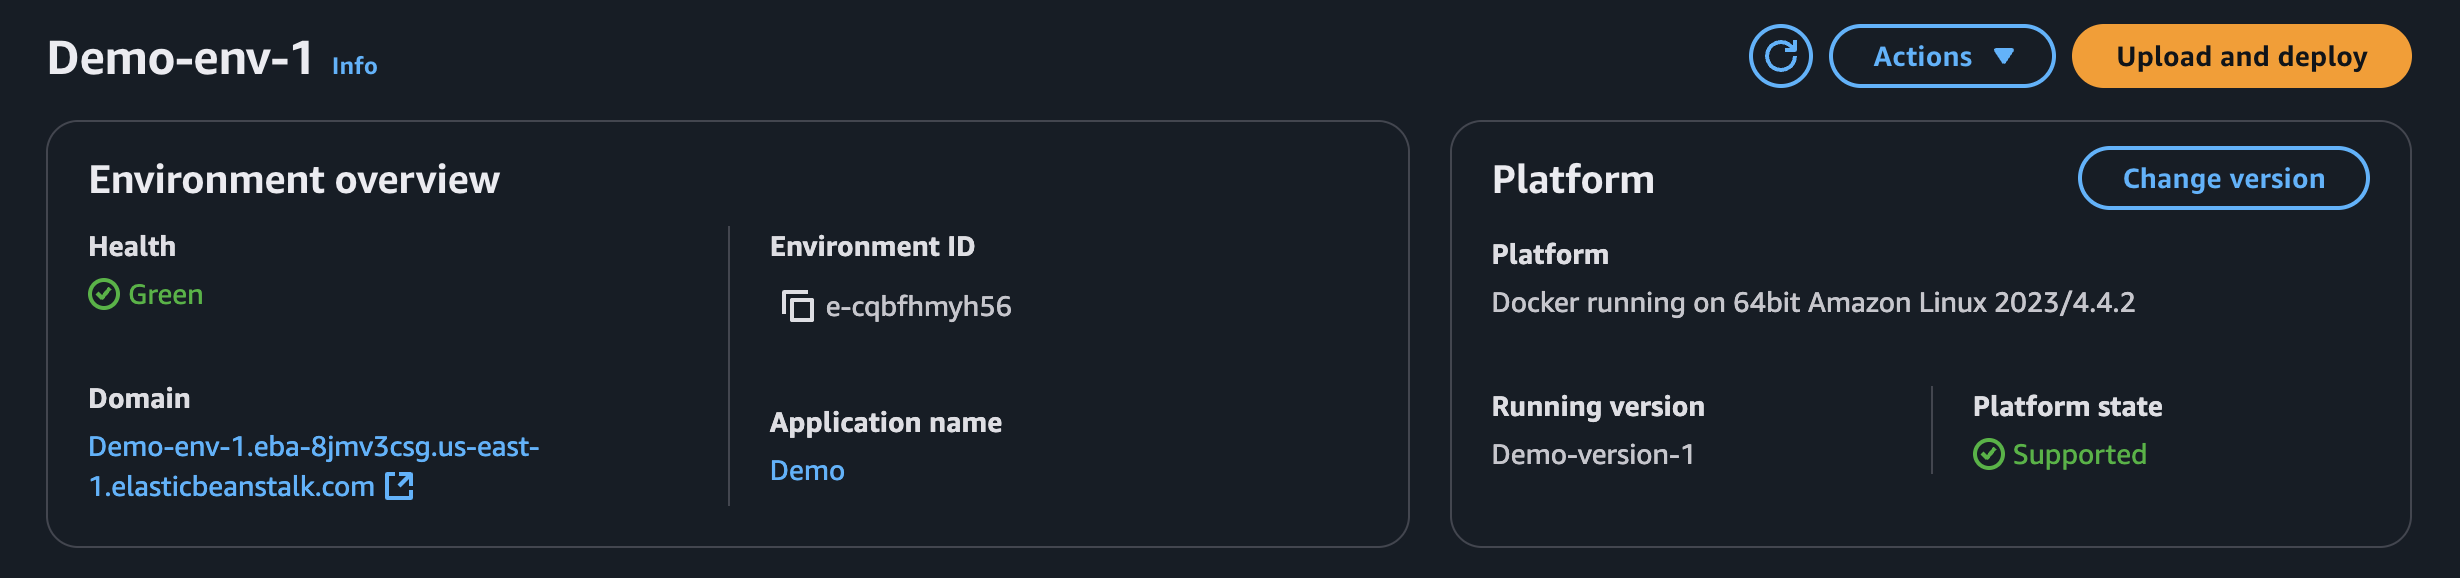 Demo-env-1 Info
Actions
Upload and deploy
Environment overview
Health
Green
Domain
Demo-env-1.eba-8jmv3csg.us-east-
1.elasticbeanstalk.com
Environment ID
e-cqbfhmyh56
Application name
Demo
Platform
Change version
Platform
Docker running on 64bit Amazon Linux 2023/4.4.2
Running version
Demo-version-1
Platform state
Supported